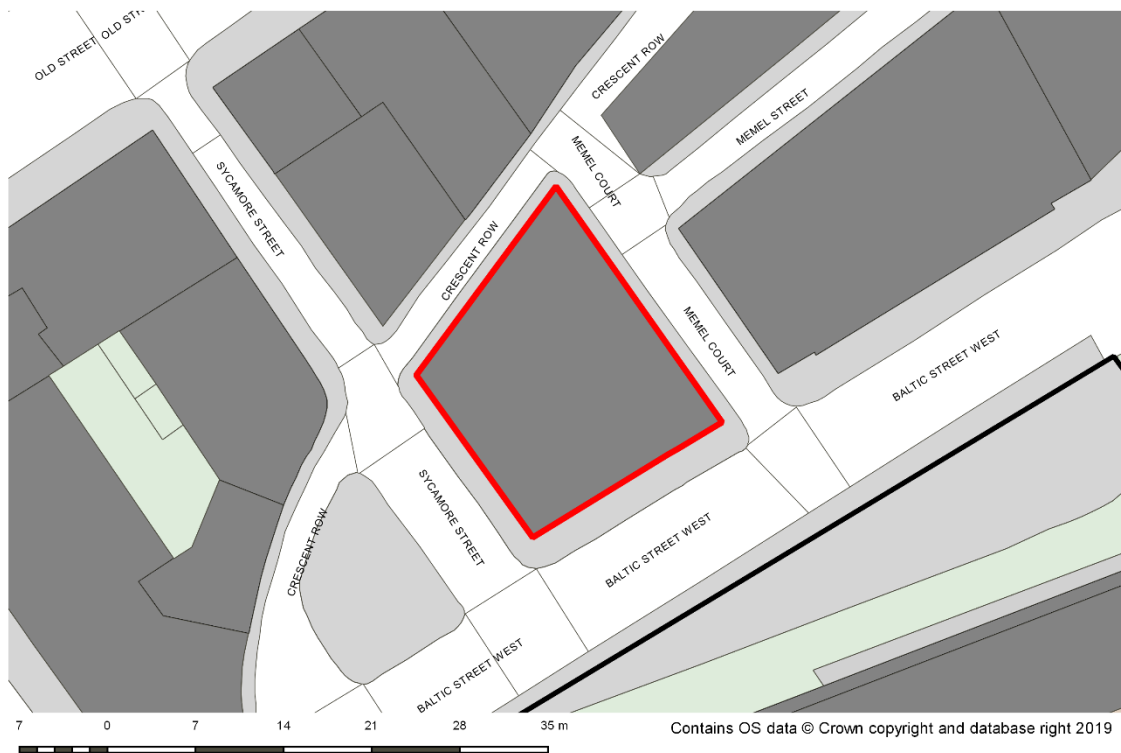 OLD STREET
OLD STREET
CRESCENT ROW
MEMEL STREET
MEMEL COURT
SYCAMORE STREET
CRESCENT ROW
MEMEL COURT
BALTIC STREET WEST
SYCAMORE STREET
CRESCENT ROW
BALTIC STREET WEST
BALTIC STREET WEST
7 0 7 14 21 28 35 m
Contains OS data © Crown copyright and database right 2019